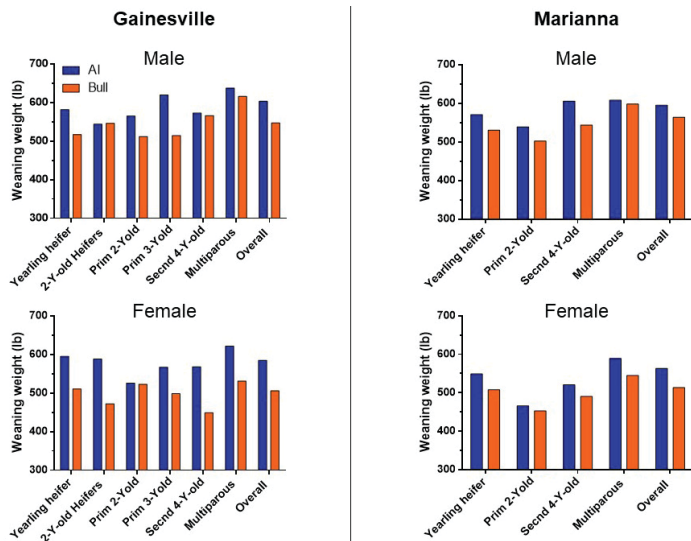 Gainesville
Male
Weaning weight (lb)
700
600
500
400
300
AI
Bull
Yearling heifer
2-Y-old Heifers
Prim 2-Yold
Prim 3-Yold
Secnd 4-Y-old
Multiparous
Overall
Female
Weaning weight (lb)
700
600
500
400
300
Yearling heifer
2-Y-old Heifers
Prim 2-Yold
Prim 3-Yold
Secnd 4-Y-old
Multiparous
Overall
Marianna
Male
Weaning weight (lb)
700
600
500
400
300
Yearling heifer
Prim 2-Yold
Secnd 4-Y-old
Multiparous
Overall
Female
Weaning weight (lb)
700
600
500
400
300
Yearling heifer
Prim 2-Yold
Secnd 4-Y-old
Multiparous
Overall